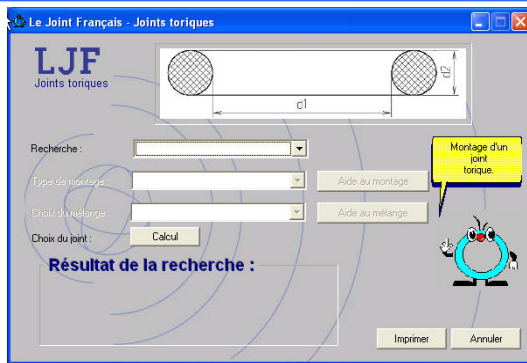 Le Joint Français - Joints toriques
LJF
Joints toriques
d1
d2
Recherche :
Montage d'un
joint
torique.
Type de montage :
Aide au montage
Choix du mélange :
Aide au mélange
Choix du joint :
Calcul
Résultat de la recherche :
Imprimer
Annuler